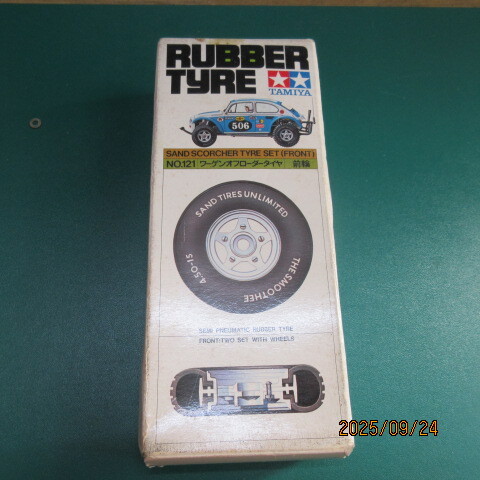 RUBBER
TYRE
TAMIYA
506
SAND SCORCHER TYRE SET (FRONT)
NO.121 ワーゲンオフローダータイヤ 前輪
SAND TIRES UNLIMITED
4.50-15
THE SMOOTHEE
SEMI PNEUMATIC RUBBER TYRE
FRONT TWO SET WITH WHEELS
2025/09/24